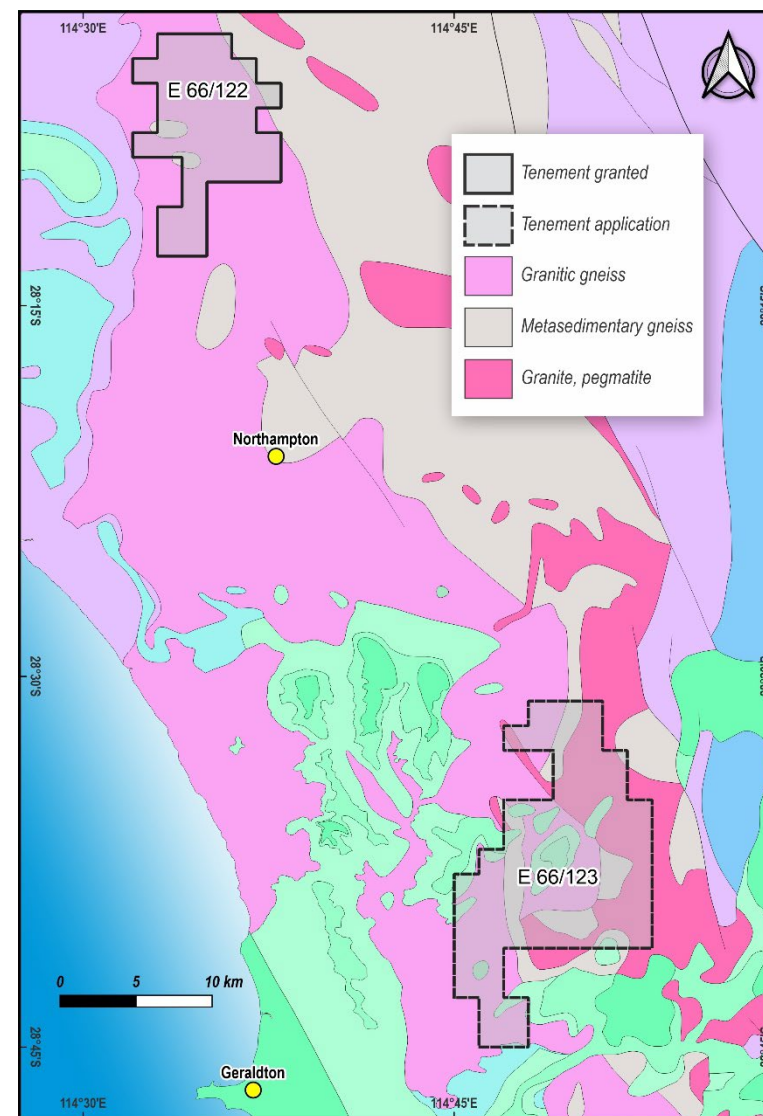 114°30'E
114°45'E
E 66/122
Tenement granted
Tenement application
Granitic gneiss
Metasedimentary gneiss
Granite, pegmatite
28°15'S
Northampton
28°30'S
E 66/123
0 5 10 km
28°45'S
Geraldton
114°30'E
114°45'E